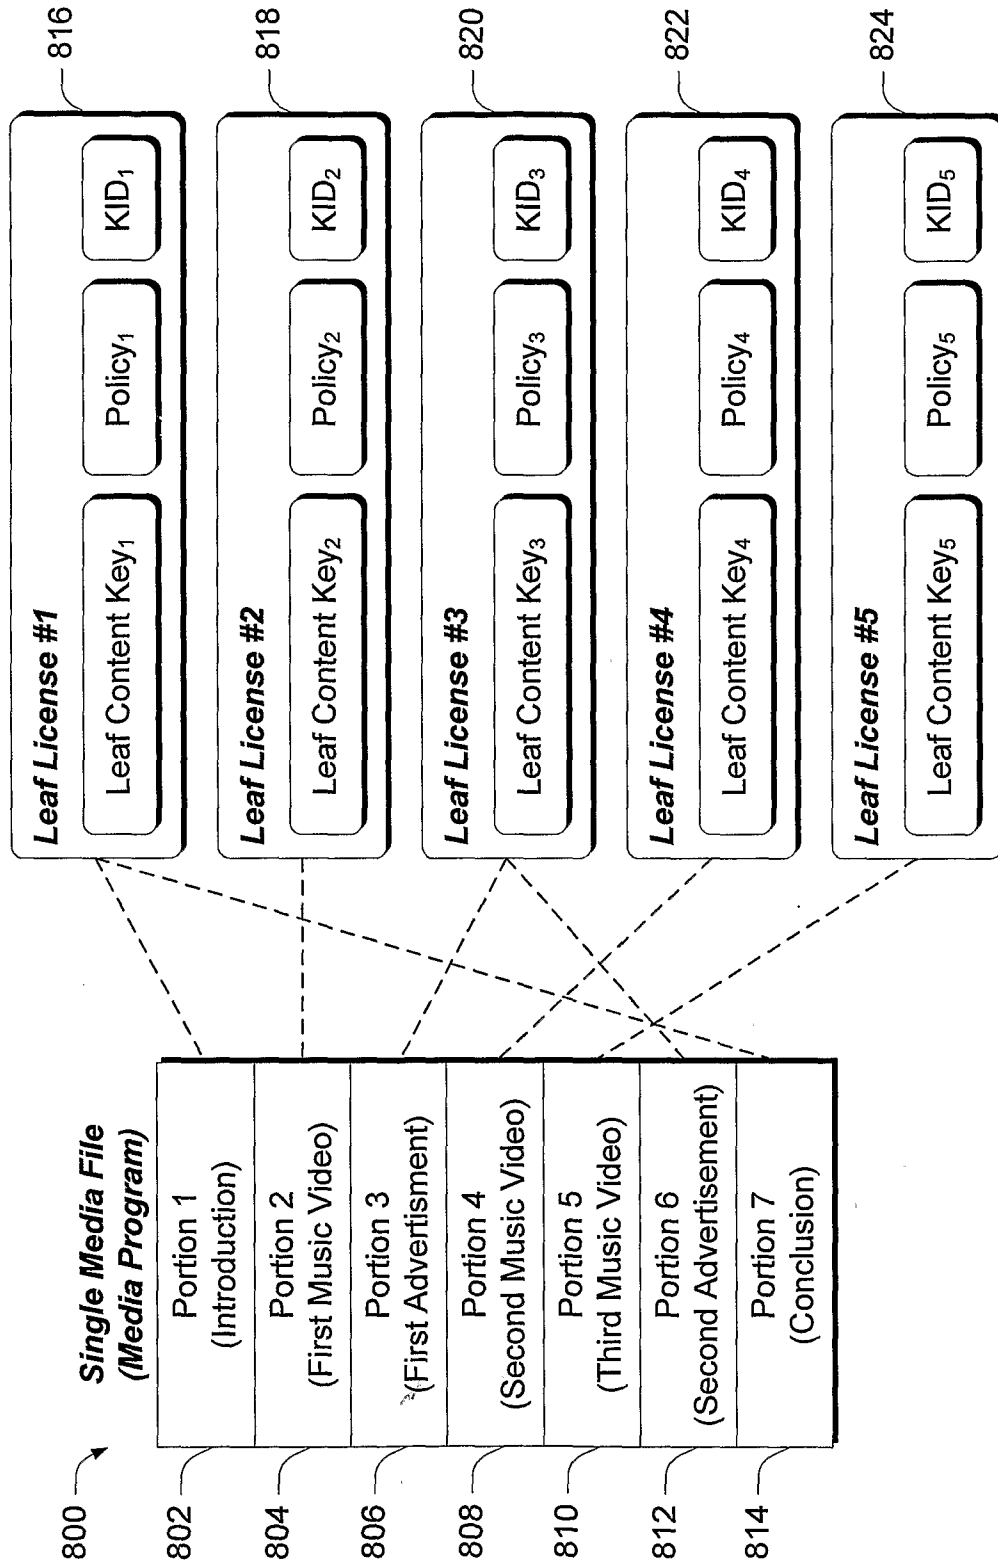 800
Single Media File
(Media Program)
802
Portion 1
(Introduction)
804
Portion 2
(First Music Video)
806
Portion 3
(First Advertisment)
808
Portion 4
(Second Music Video)
810
Portion 5
(Third Music Video)
812
Portion 6
(Second Advertisement)
814
Portion 7
(Conclusion)
Leaf License #1
Leaf Content Key1
Policy1
KID1
816
Leaf License #2
Leaf Content Key2
Policy2
KID2
818
Leaf License #3
Leaf Content Key3
Policy3
KID3
820
Leaf License #4
Leaf Content Key4
Policy4
KID4
822
Leaf License #5
Leaf Content Key5
Policy5
KID5
824